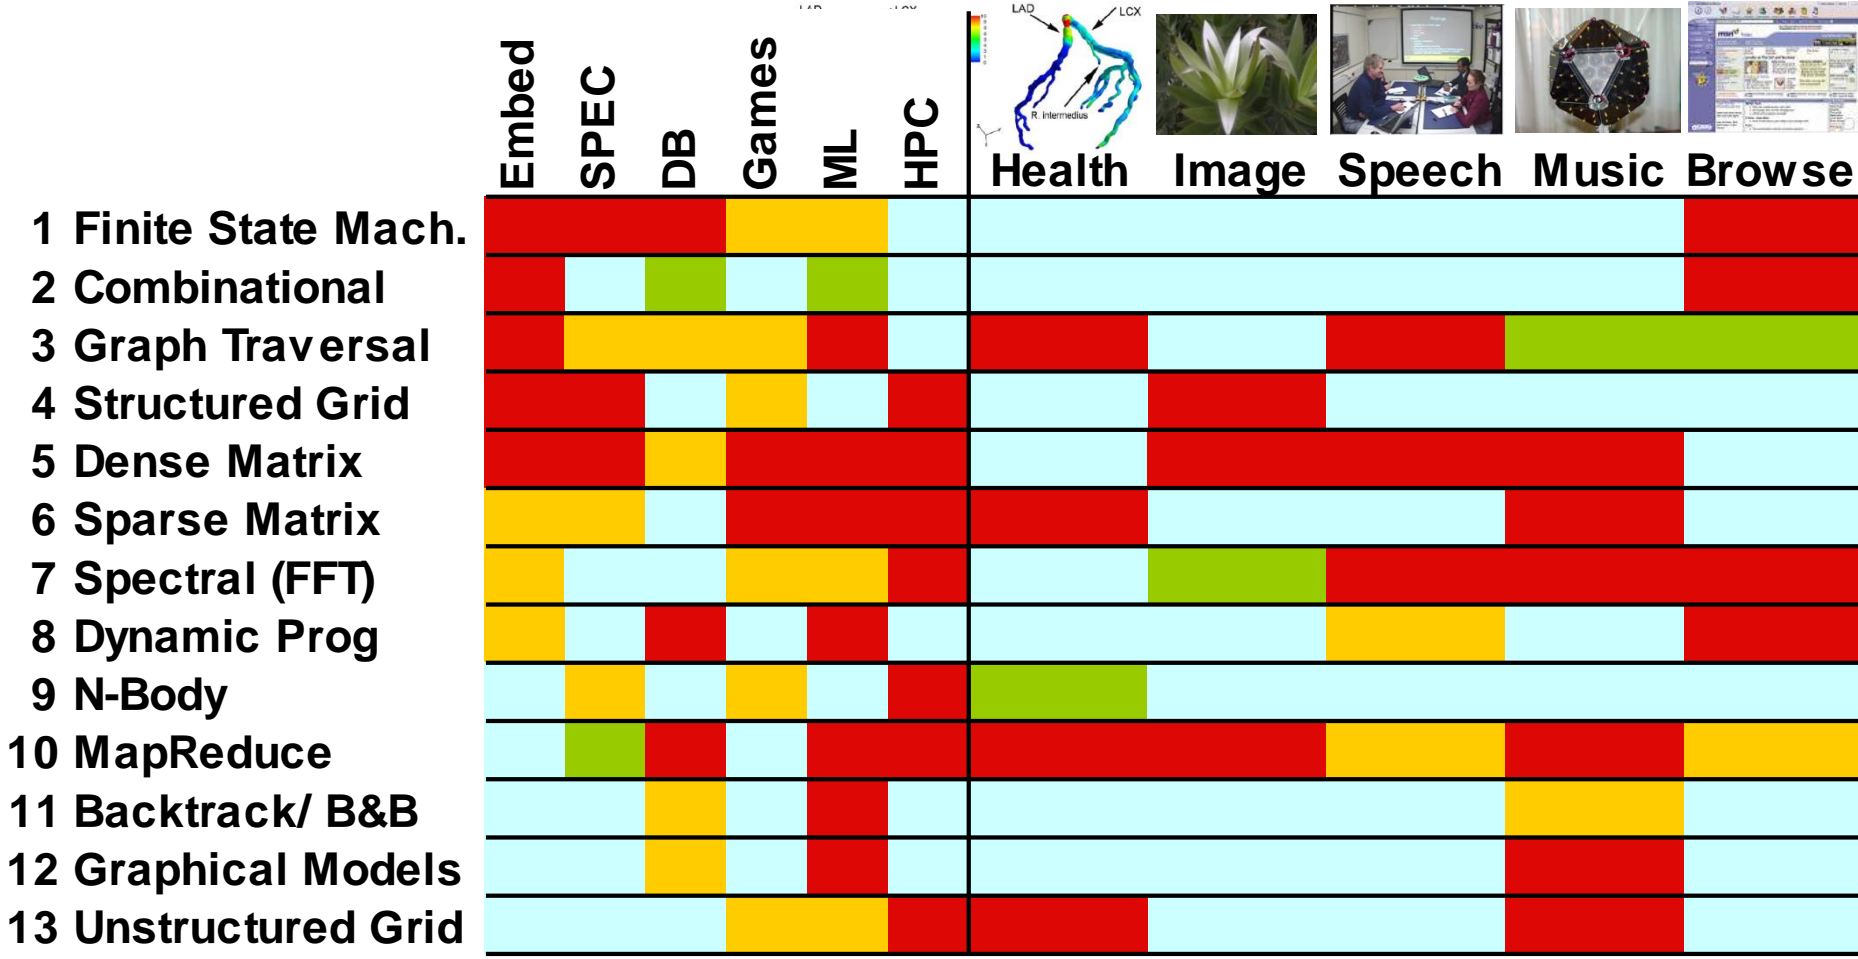 LAD
LCX
R. intermedius
msn
Embed
SPEC
DB
Games
ML
HPC
Health Image Speech Music Browse
1 Finite State Mach.
2 Combinational
3 Graph Traversal
4 Structured Grid
5 Dense Matrix
6 Sparse Matrix
7 Spectral (FFT)
8 Dynamic Prog
9 N-Body
10 MapReduce
11 Backtrack/ B&B
12 Graphical Models
13 Unstructured Grid